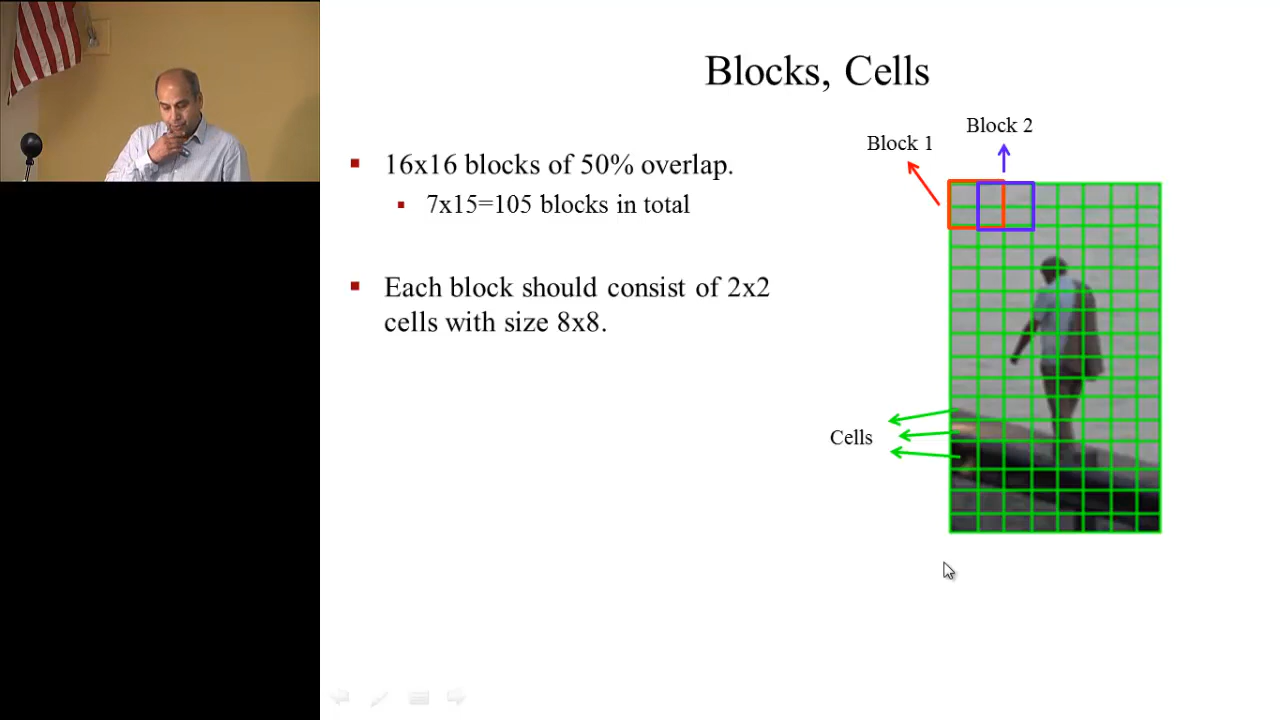 Blocks, Cells
Block 1
Block 2
16x16 blocks of 50% overlap.
7x15=105 blocks in total
Each block should consist of 2x2
cells with size 8x8.
Cells